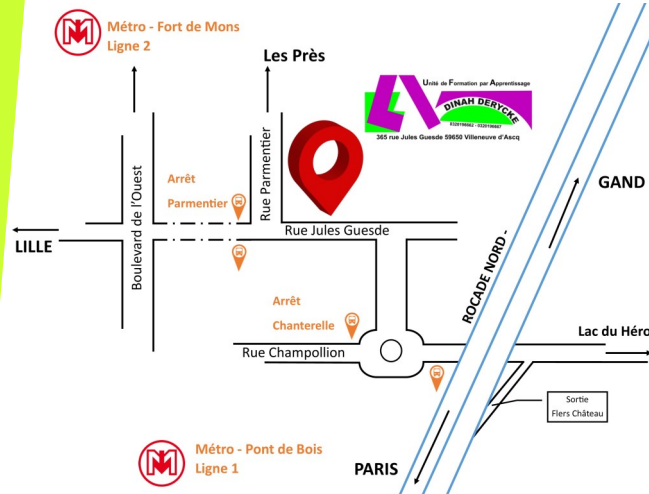 Métro - Fort de Mons
Ligne 2
Les Près
Unité de Formation par Apprentissage
DINAH DERYCKE
365 rue Jules Guesde 59650 Villeneuve d'Ascq
Boulevard de l'Ouest
Arrêt
Parmentier
Rue Parmentier
Rue Jules Guesde
GAND
LILLE
ROCADE NORD -
Arrêt
Chanterelle
Rue Champollion
Lac du Héro
Sortie
Flers Château
Métro - Pont de Bois
Ligne 1
PARIS